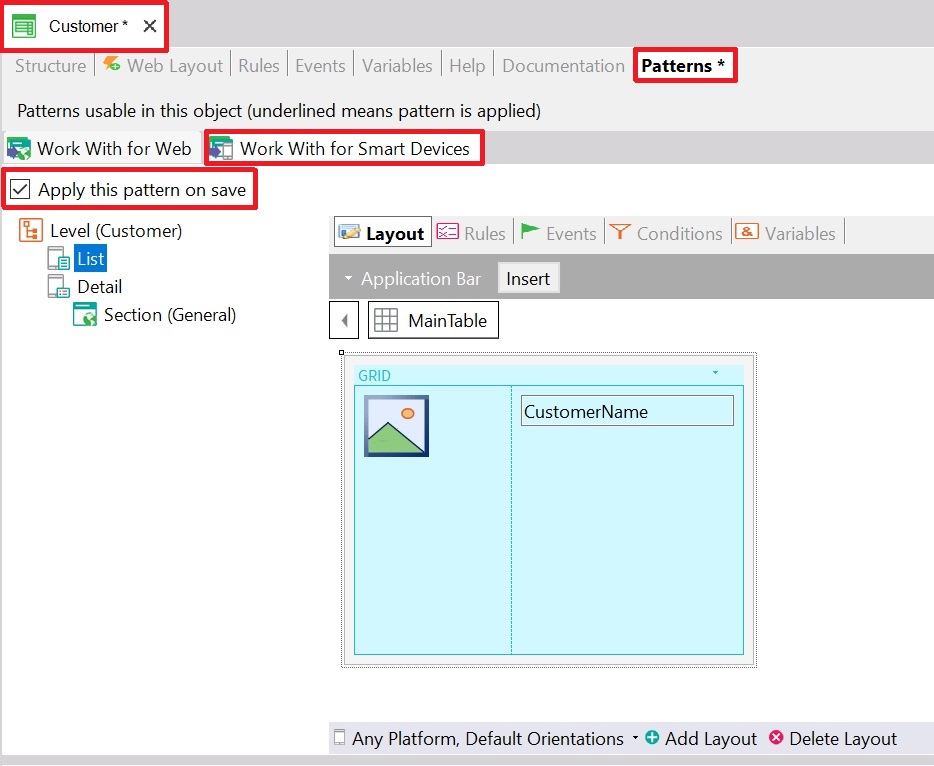 Customer *
Structure Web Layout Rules Events Variables Help Documentation Patterns *
Patterns usable in this object (underlined means pattern is applied)
Work With for Web Work With for Smart Devices
Apply this pattern on save
Level (Customer)
List
Detail
Section (General)
Layout Rules Events Conditions & Variables
Application Bar Insert
MainTable
GRID
CustomerName
Any Platform, Default Orientations Add Layout Delete Layout